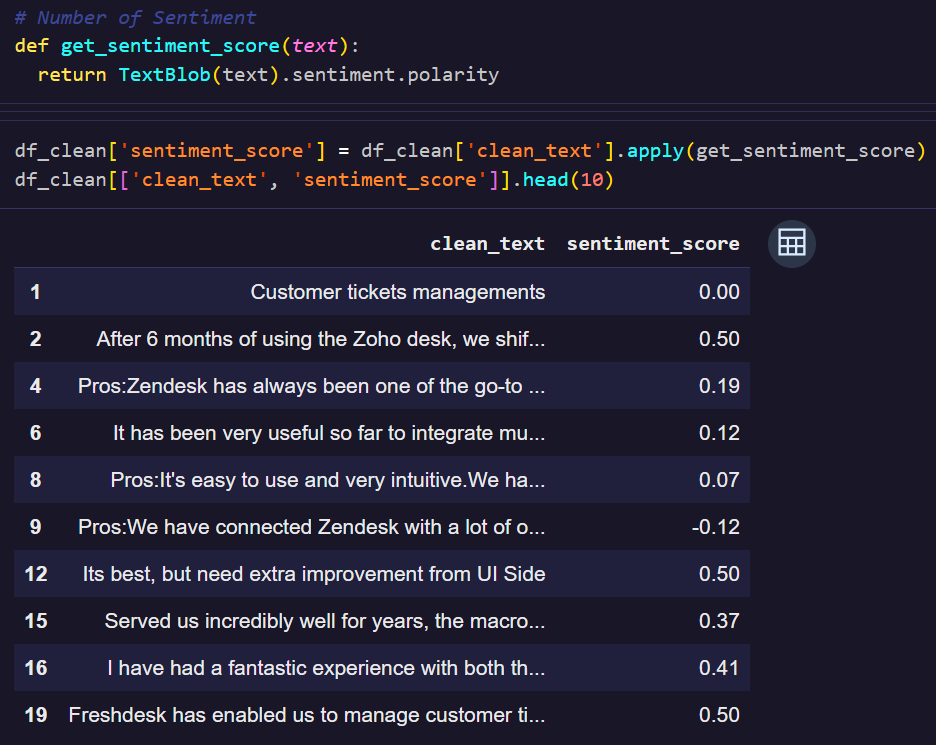 # Number of Sentiment
def get_sentiment_score(text):
  return TextBlob(text).sentiment.polarity
df_clean['sentiment_score'] = df_clean['clean_text'].apply(get_sentiment_score)
df_clean[['clean_text', 'sentiment_score']].head(10)
clean_text sentiment_score
1 Customer tickets managements 0.00
2 After 6 months of using the Zoho desk, we shif... 0.50
4 Pros:Zendesk has always been one of the go-to ... 0.19
6 It has been very useful so far to integrate mu... 0.12
8 Pros:It's easy to use and very intuitive.We ha... 0.07
9 Pros:We have connected Zendesk with a lot of o... -0.12
12 Its best, but need extra improvement from UI Side 0.50
15 Served us incredibly well for years, the macro... 0.37
16 I have had a fantastic experience with both th... 0.41
19 Freshdesk has enabled us to manage customer ti... 0.50